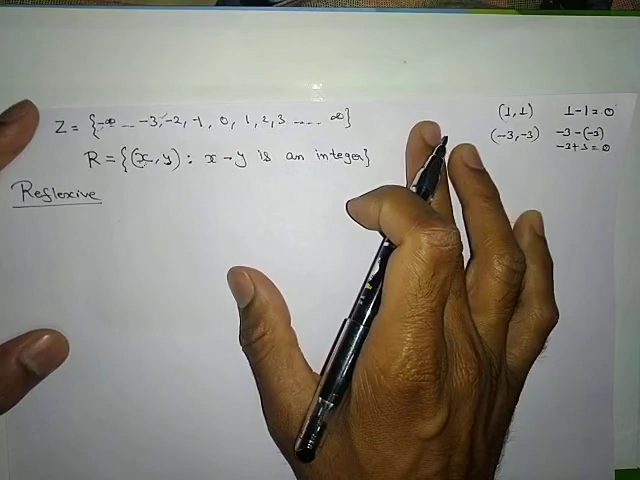 Z = {-∞ ... -3, -2, -1, 0, 1, 2, 3 .... ∞}
R = {(x, y) : x - y is an integer}
Reflexive
(1, 1) 1 - 1 = 0
(-3, -3) -3 - (-3)
-3 + 3 = 0